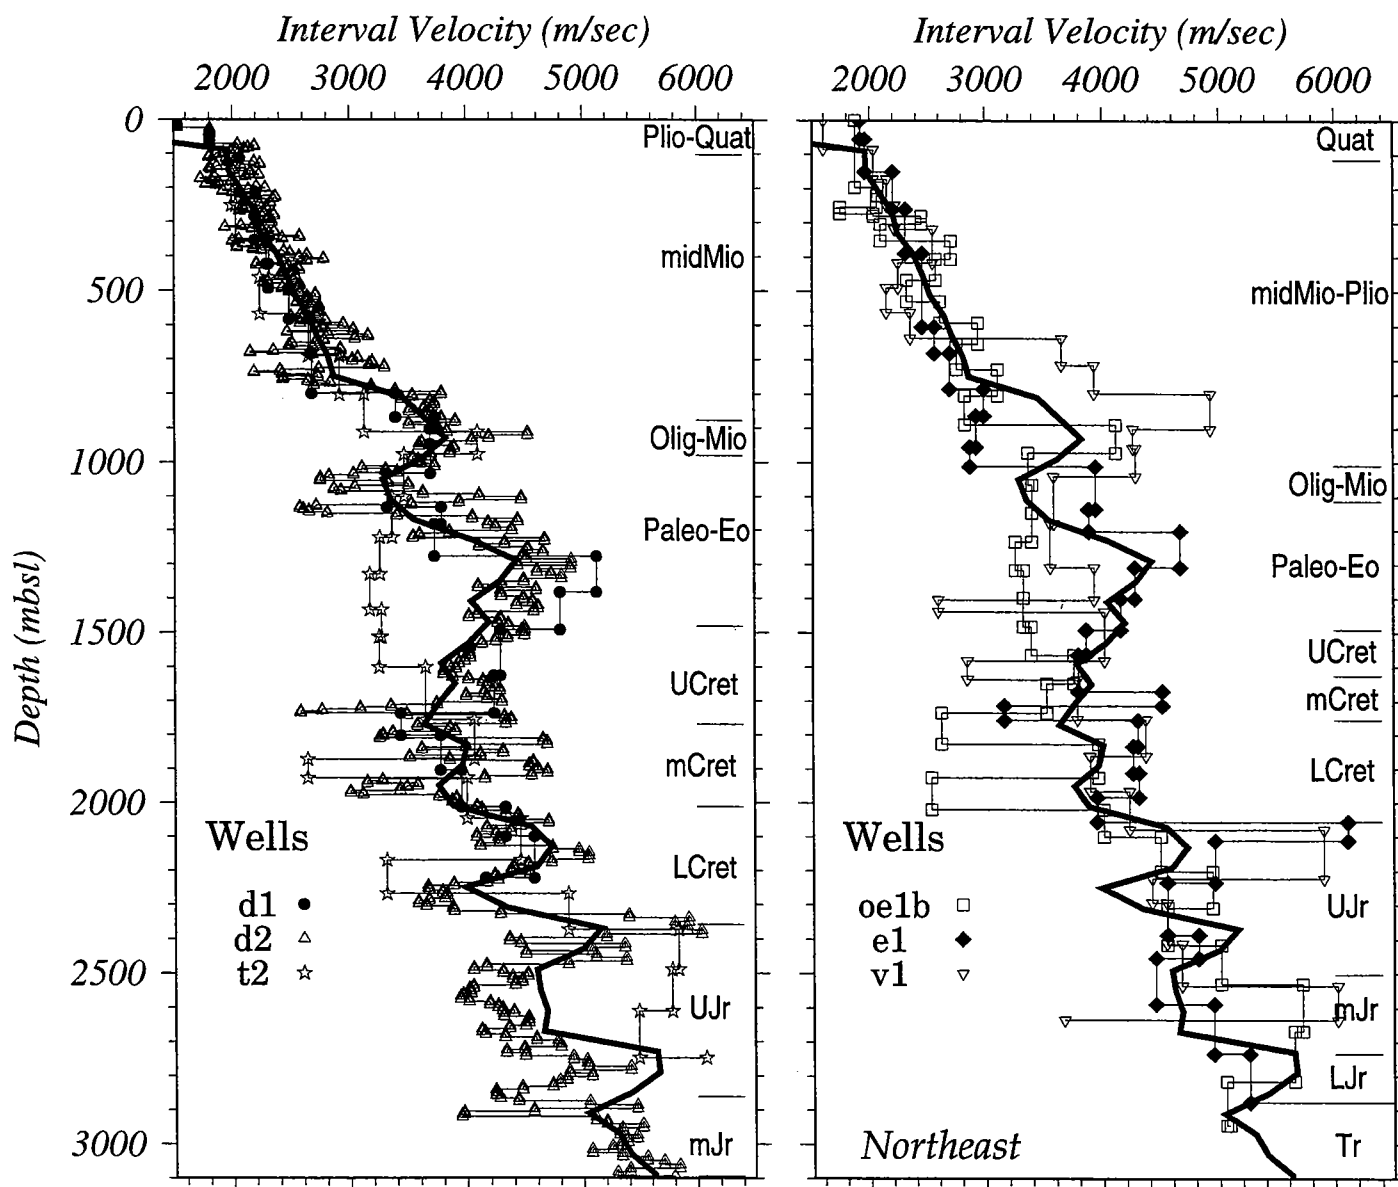 Interval Velocity (m/sec)
2000 3000 4000 5000 6000
Depth (mbsl)
0
500
1000
1500
2000
2500
3000
Plio-Quat
midMio
Olig-Mio
Paleo-Eo
UCret
mCret
LCret
UJr
mJr
Wells
d1
d2
t2
Interval Velocity (m/sec)
2000 3000 4000 5000 6000
Quat
midMio-Plio
Olig-Mio
Paleo-Eo
UCret
mCret
LCret
UJr
mJr
LJr
Tr
Wells
oe1b
e1
v1
Northeast